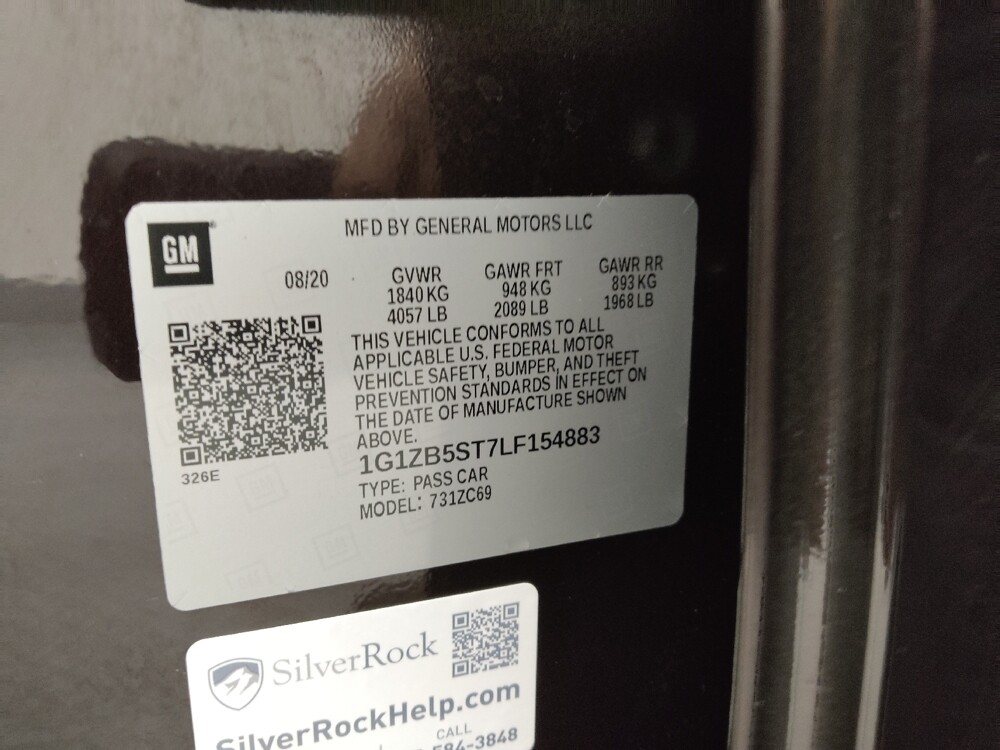 GM
MFD BY GENERAL MOTORS LLC
08/20
GVWR GAWR FRT GAWR RR
1840 KG 948 KG 893 KG
4057 LB 2089 LB 1968 LB
THIS VEHICLE CONFORMS TO ALL
APPLICABLE U.S. FEDERAL MOTOR
VEHICLE SAFETY, BUMPER, AND THEFT
PREVENTION STANDARDS IN EFFECT ON
THE DATE OF MANUFACTURE SHOWN
ABOVE.
326E
1G1ZB5ST7LF154883
TYPE: PASS CAR
MODEL: 731ZC69
SilverRock
SilverRockHelp.com
CALL
584-3848